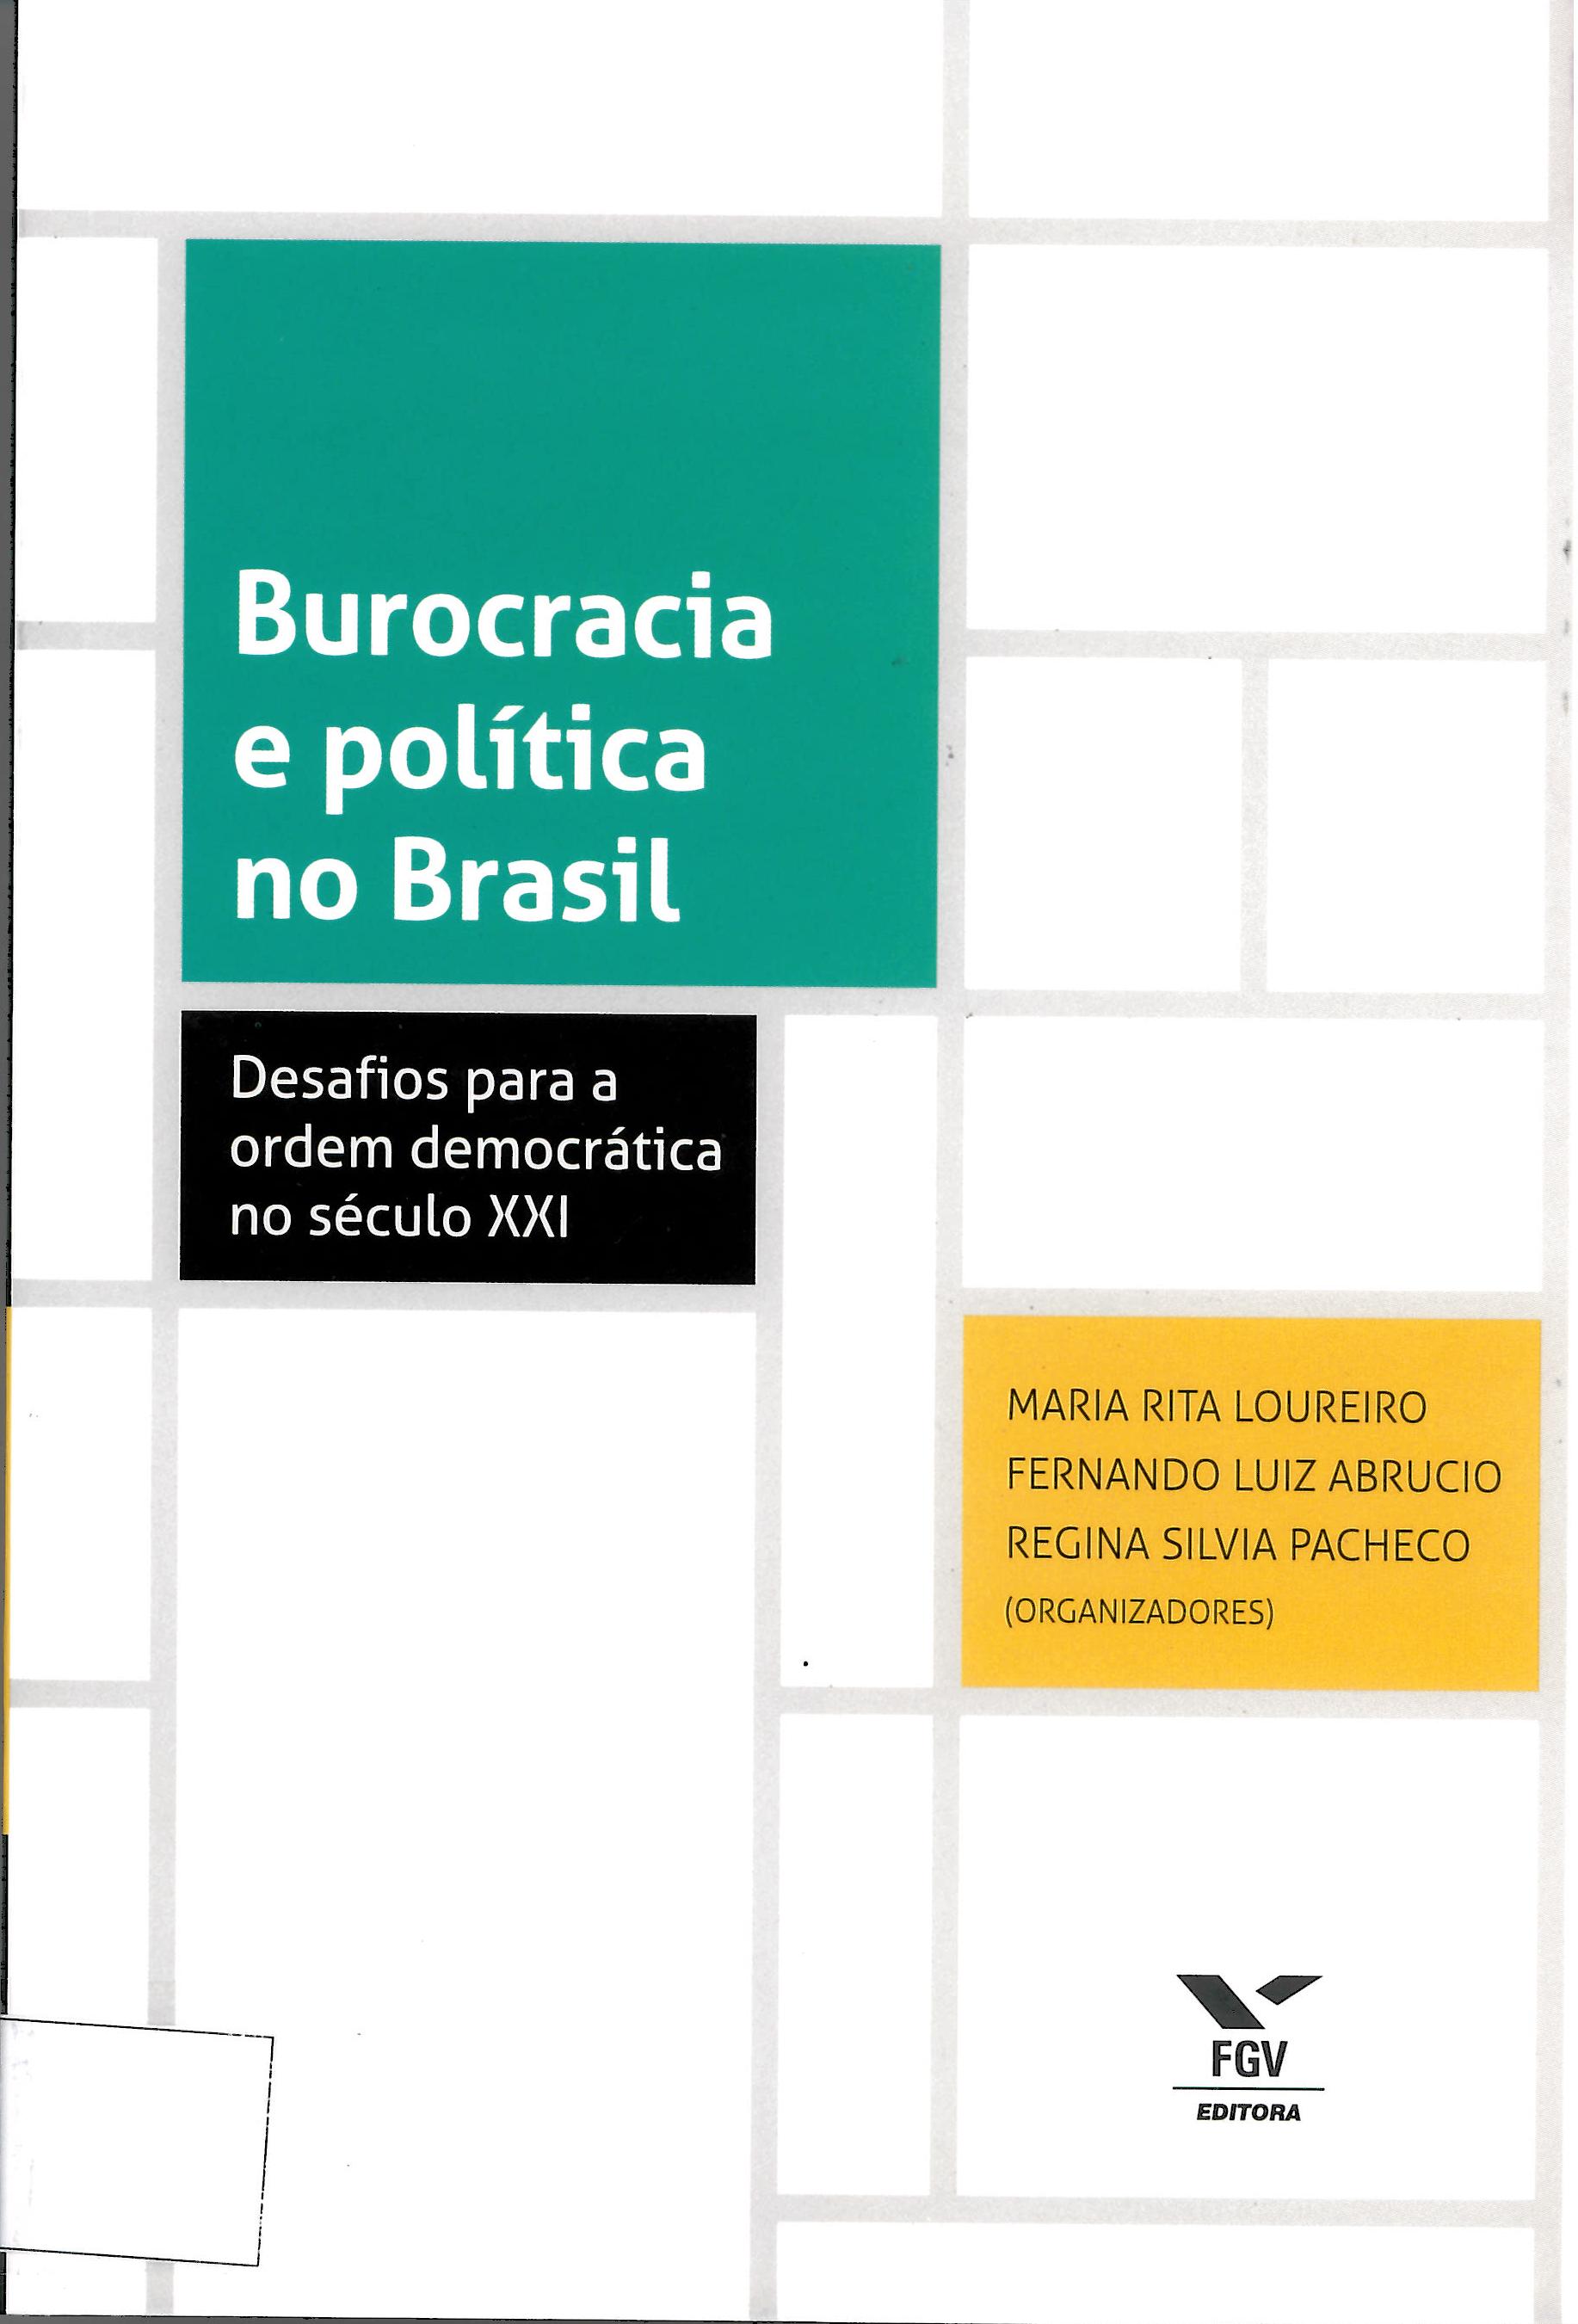 Burocracia
e política
no Brasil
Desafios para a
ordem democrática
no século XXI
MARIA RITA LOUREIRO
FERNANDO LUIZ ABRUCIO
REGINA SILVIA PACHECO
(ORGANIZADORES)
FGV
EDITORA